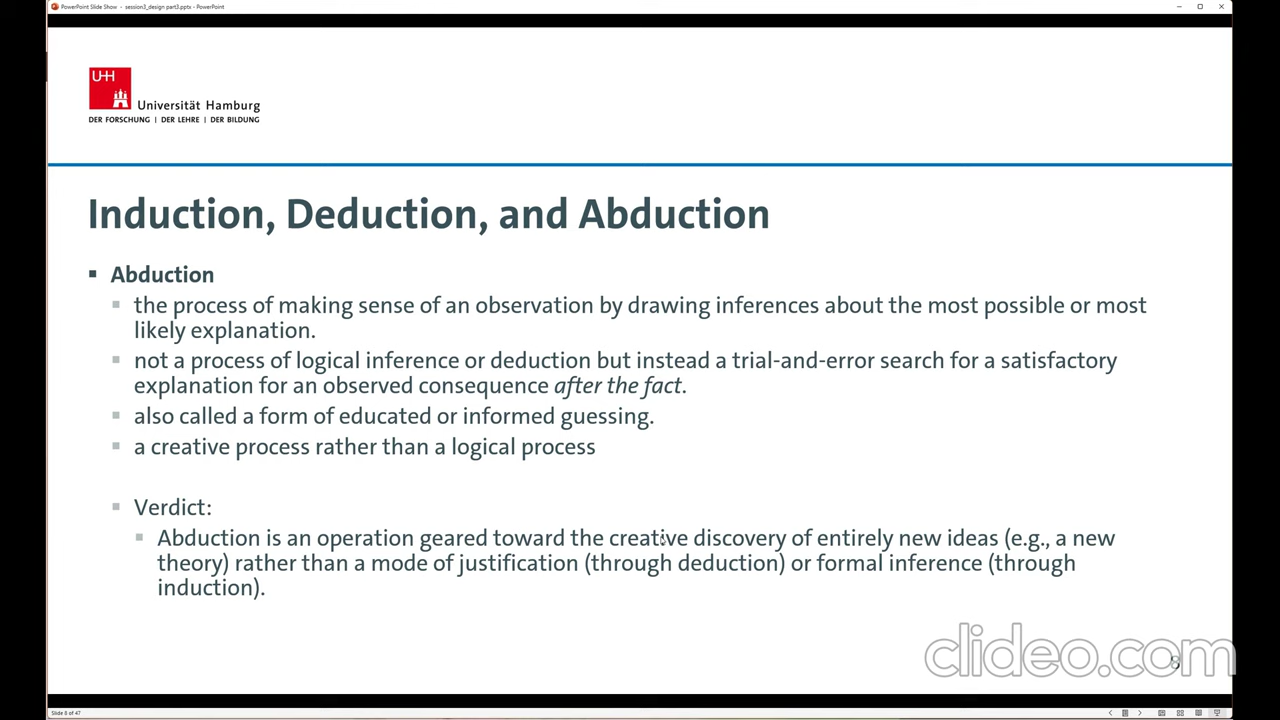 PowerPoint Slide Show - session3_design part3.pptx - PowerPoint
U+H
Universität Hamburg
DER FORSCHUNG | DER LEHRE | DER BILDUNG
Induction, Deduction, and Abduction
Abduction
the process of making sense of an observation by drawing inferences about the most possible or most
likely explanation.
not a process of logical inference or deduction but instead a trial-and-error search for a satisfactory
explanation for an observed consequence after the fact.
also called a form of educated or informed guessing.
a creative process rather than a logical process
Verdict:
Abduction is an operation geared toward the creative discovery of entirely new ideas (e.g., a new
theory) rather than a mode of justification (through deduction) or formal inference (through
induction).
clideo.com
8
Slide 8 of 47